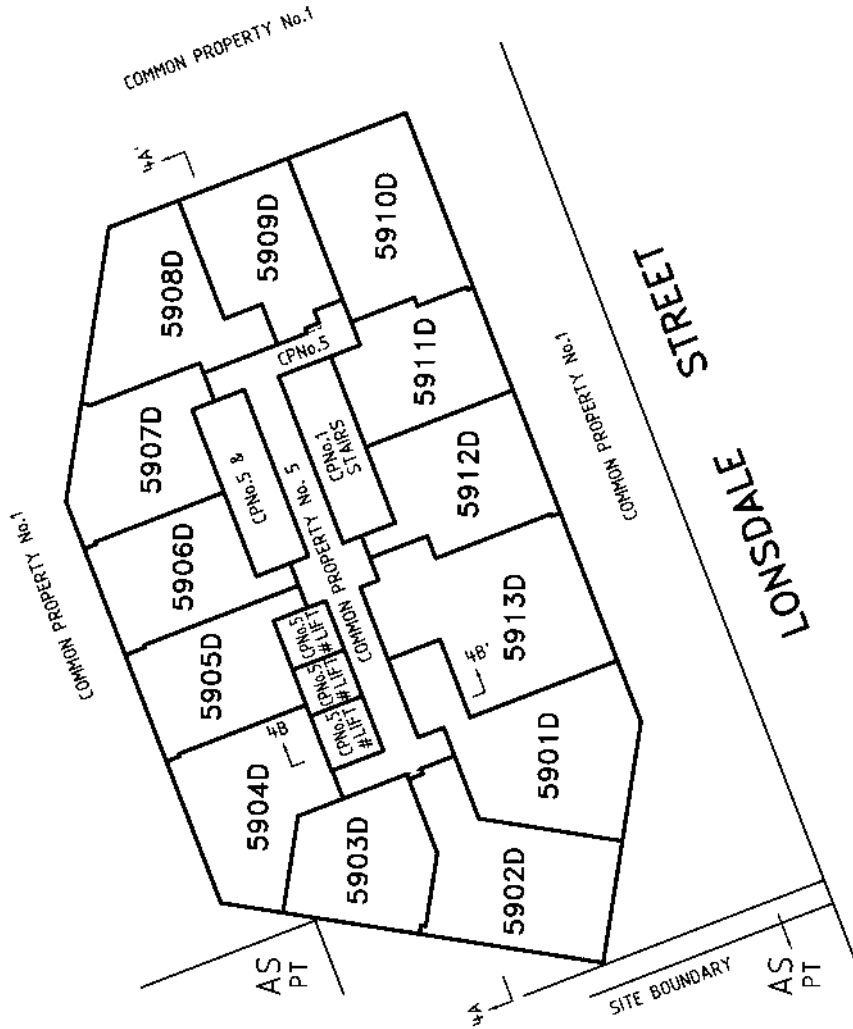 COMMON PROPERTY No.1
4A'
5908D
5909D
5910D
5907D
CPNo.5
5911D
COMMON PROPERTY No.1
CPNo.5 &
CPNo.1
STAIRS
5906D
COMMON PROPERTY No. 5
5912D
COMMON PROPERTY No.1
STREET
LONSDALE
5905D
CPNo.5
#LIFT
CPNo.5
#LIFT
CPNo.5
#LIFT
5913D
4B'
4B
5904D
5901D
5903D
5902D
AS
PT
4A
SITE BOUNDARY
AS
PT